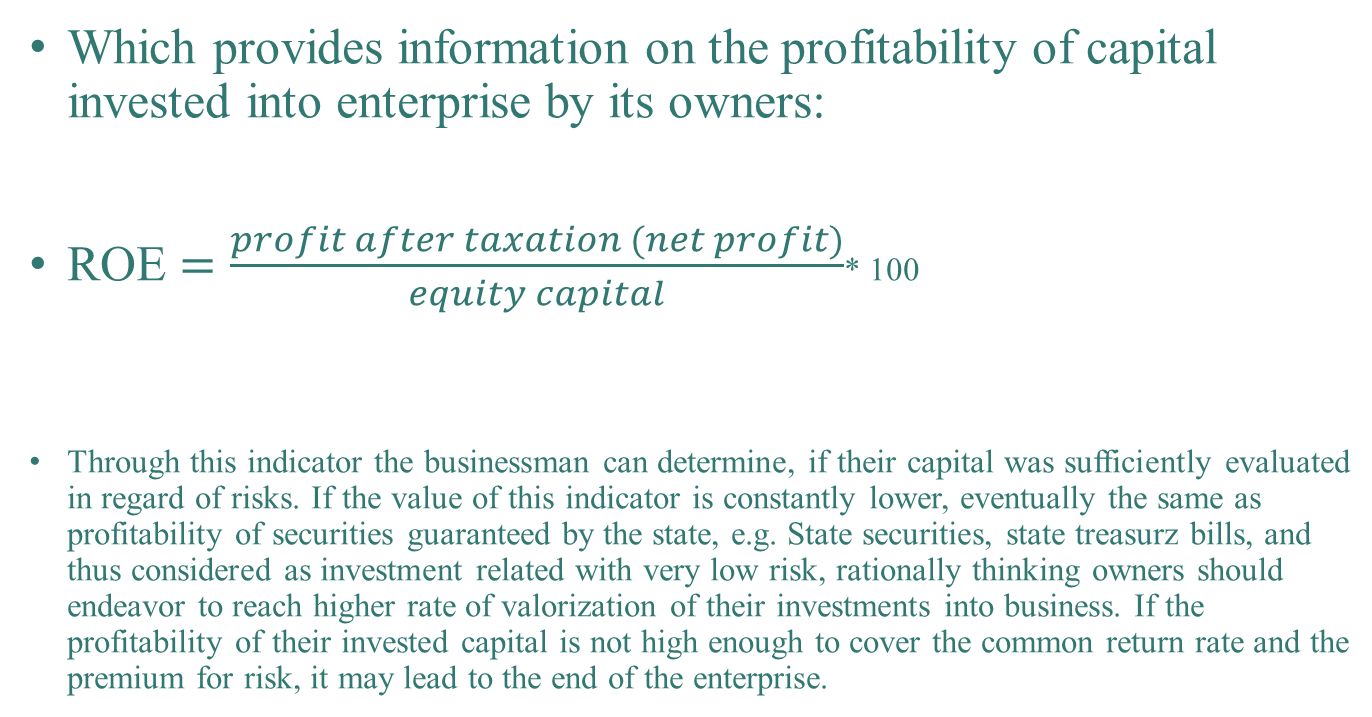 • Which provides information on the profitability of capital
invested into enterprise by its owners:
• ROE = profit after taxation (net profit) * 100
equity capital
• Through this indicator the businessman can determine, if their capital was sufficiently evaluated
in regard of risks. If the value of this indicator is constantly lower, eventually the same as
profitability of securities guaranteed by the state, e.g. State securities, state treasurz bills, and
thus considered as investment related with very low risk, rationally thinking owners should
endeavor to reach higher rate of valorization of their investments into business. If the
profitability of their invested capital is not high enough to cover the common return rate and the
premium for risk, it may lead to the end of the enterprise.